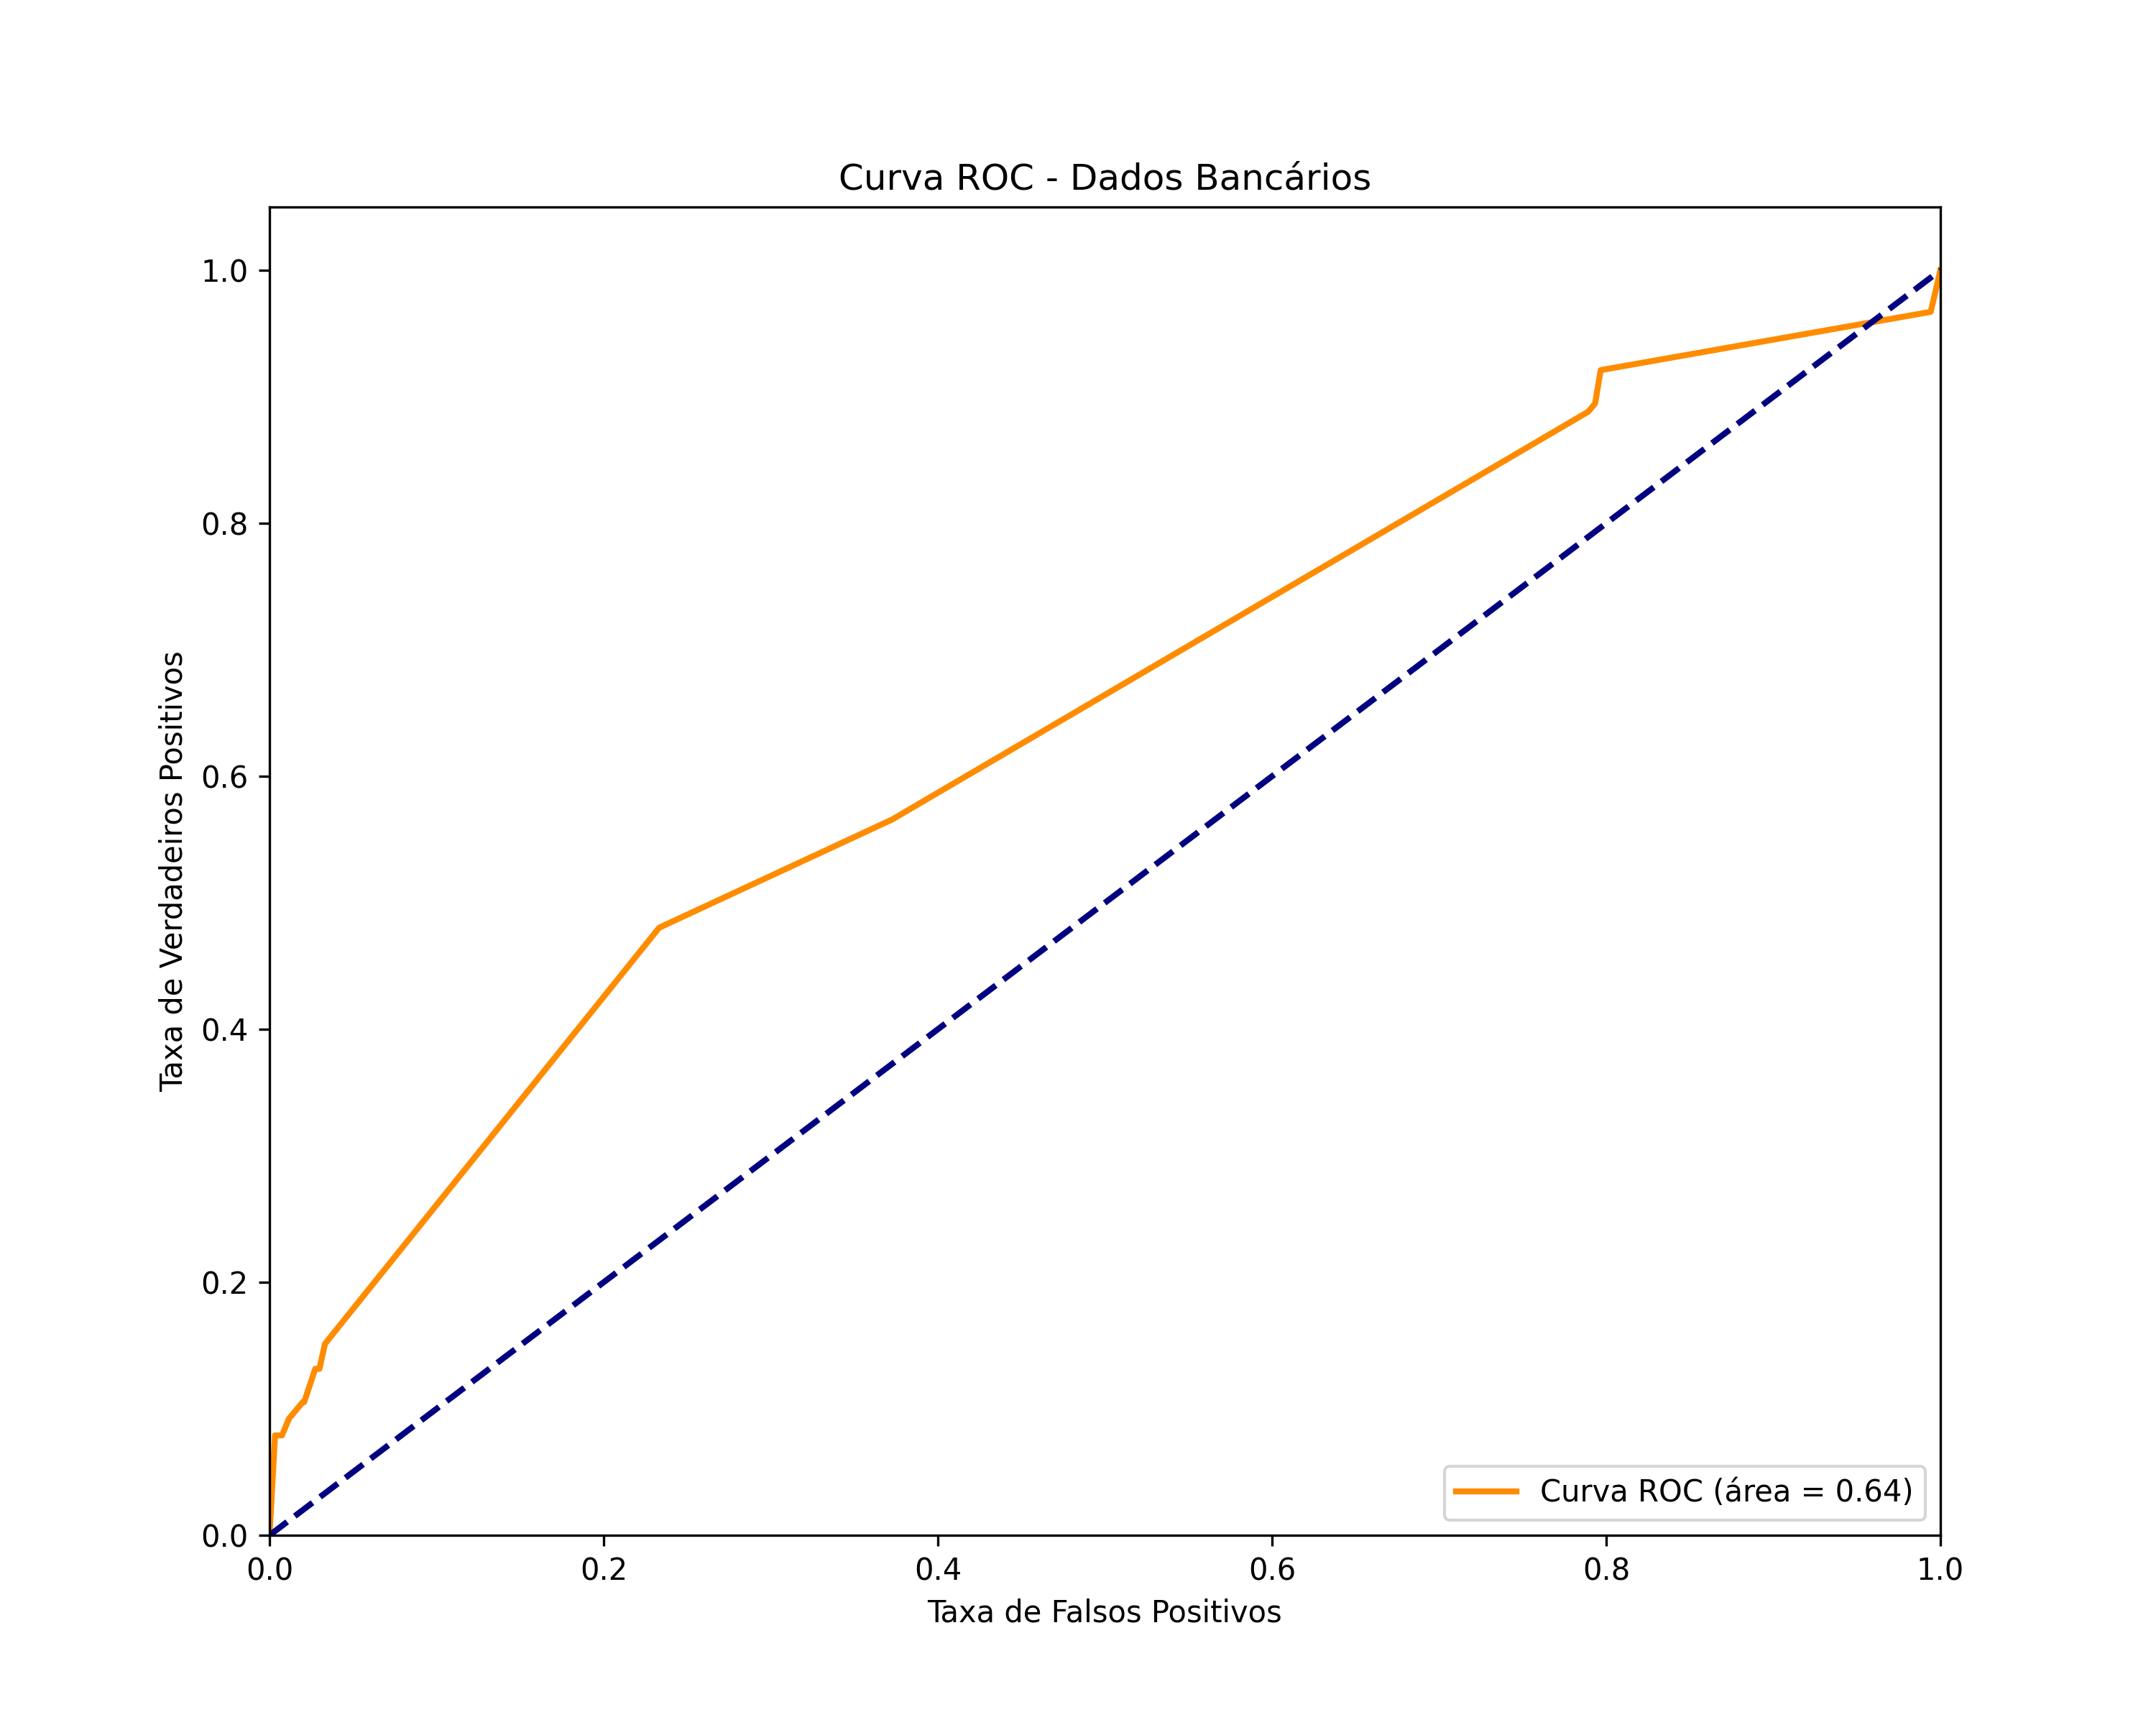 Curva ROC - Dados Bancários
1.0
0.8
0.6
0.4
0.2
0.0
Taxa de Verdadeiros Positivos
Curva ROC (área = 0.64)
0.0 0.2 0.4 0.6 0.8 1.0
Taxa de Falsos Positivos